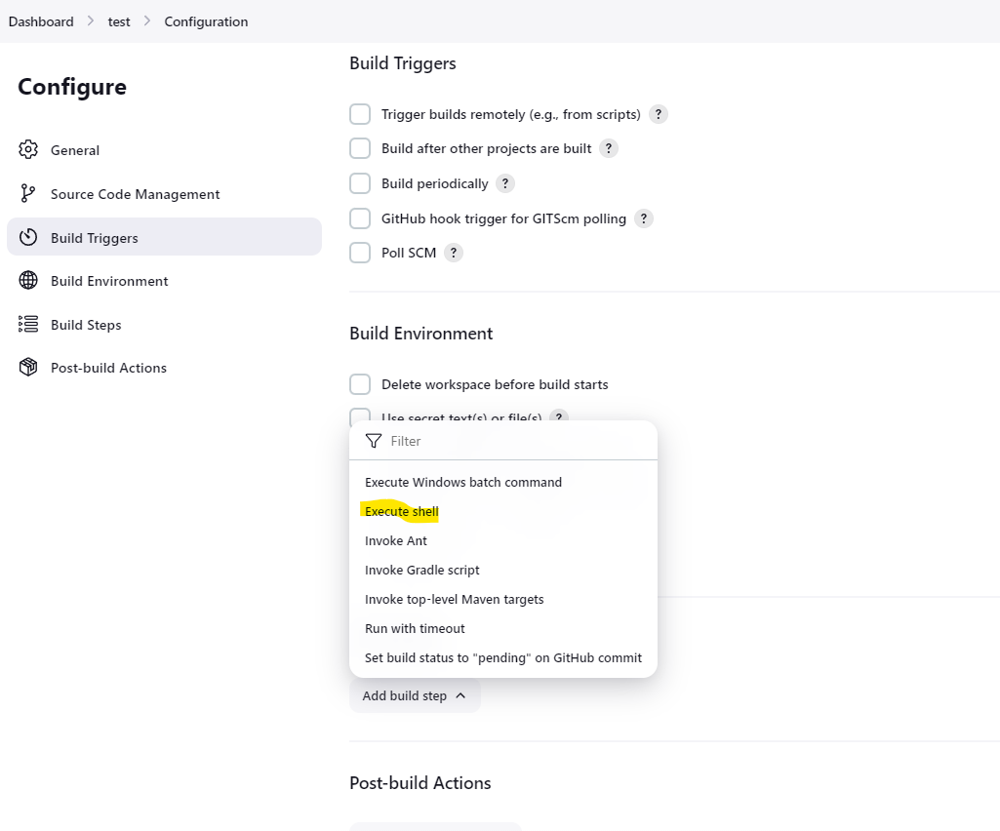 Dashboard > test > Configuration
Configure
General
Source Code Management
Build Triggers
Build Environment
Build Steps
Post-build Actions
Build Triggers
Trigger builds remotely (e.g., from scripts) ?
Build after other projects are built ?
Build periodically ?
GitHub hook trigger for GITScm polling ?
Poll SCM ?
Build Environment
Delete workspace before build starts
Use secret text(s) or file(s) ?
Filter
Execute Windows batch command
Execute shell
Invoke Ant
Invoke Gradle script
Invoke top-level Maven targets
Run with timeout
Set build status to "pending" on GitHub commit
Add build step
Post-build Actions